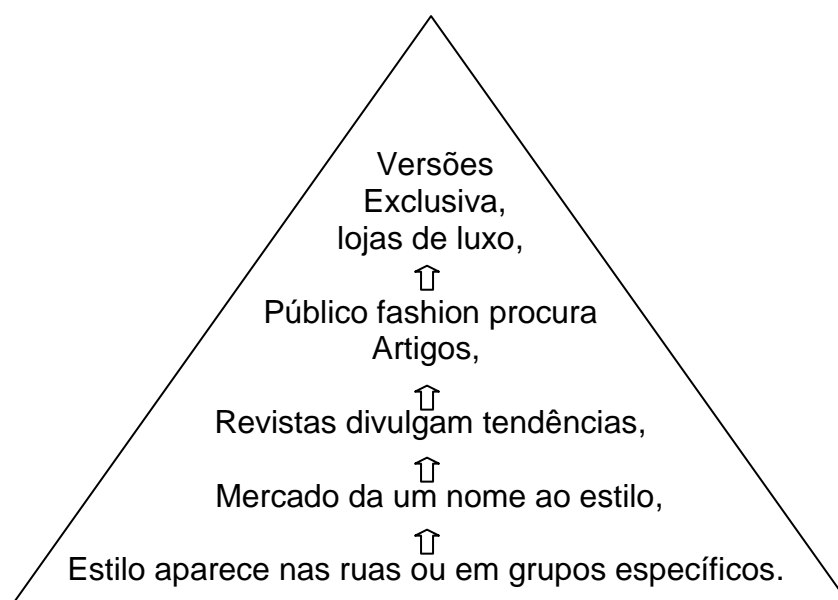 Versões
Exclusiva,
lojas de luxo,
Público fashion procura
Artigos,
Revistas divulgam tendências,
Mercado da um nome ao estilo,
Estilo aparece nas ruas ou em grupos específicos.